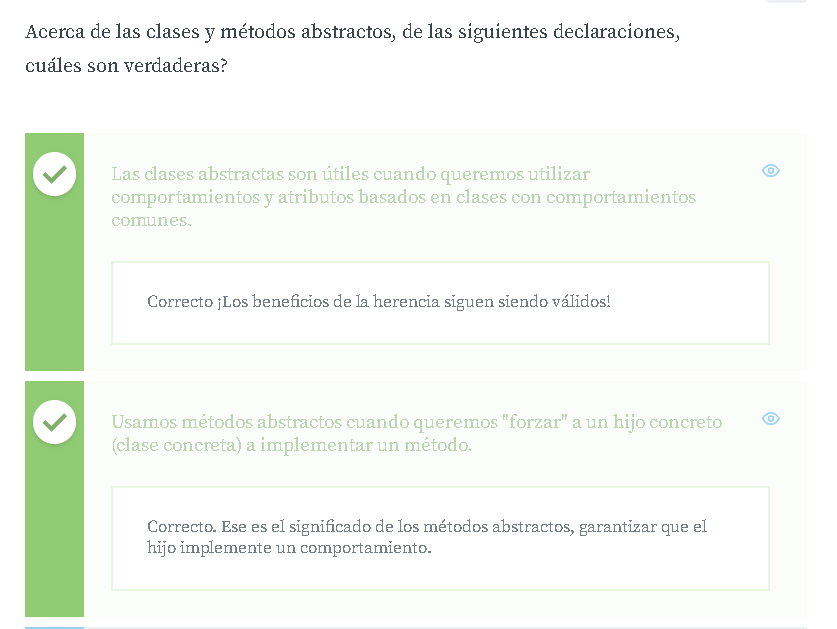 Acerca de las clases y métodos abstractos, de las siguientes declaraciones,
cuáles son verdaderas?
Las clases abstractas son útiles cuando queremos utilizar
comportamientos y atributos basados en clases con comportamientos
comunes.
Correcto ¡Los beneficios de la herencia siguen siendo válidos!
Usamos métodos abstractos cuando queremos "forzar" a un hijo concreto
(clase concreta) a implementar un método.
Correcto. Ese es el significado de los métodos abstractos, garantizar que el
hijo implemente un comportamiento.